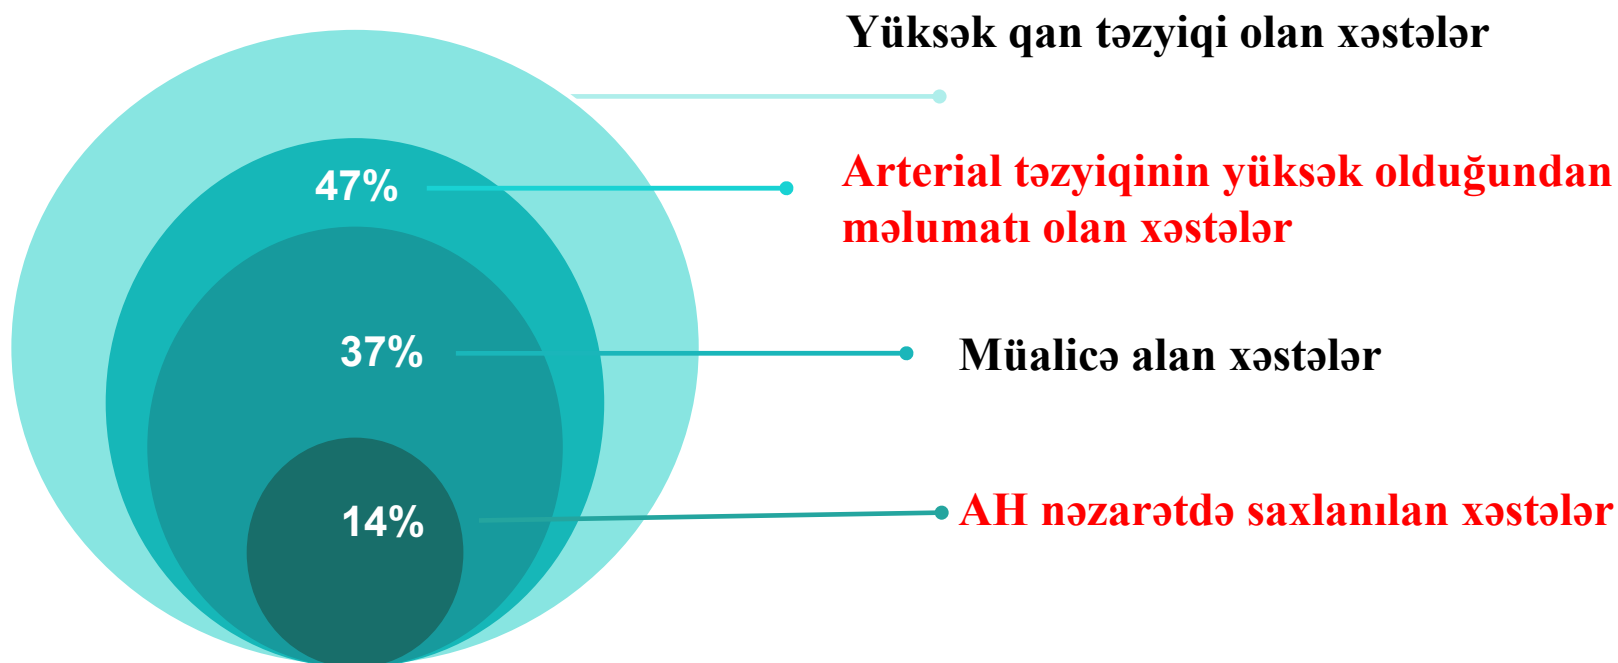 Yüksək qan təzyiqi olan xəstələr
47%
Arterial təzyiqinin yüksək olduğundan
məlumatı olan xəstələr
37%
Müalicə alan xəstələr
14%
AH nəzarətdə saxlanılan xəstələr